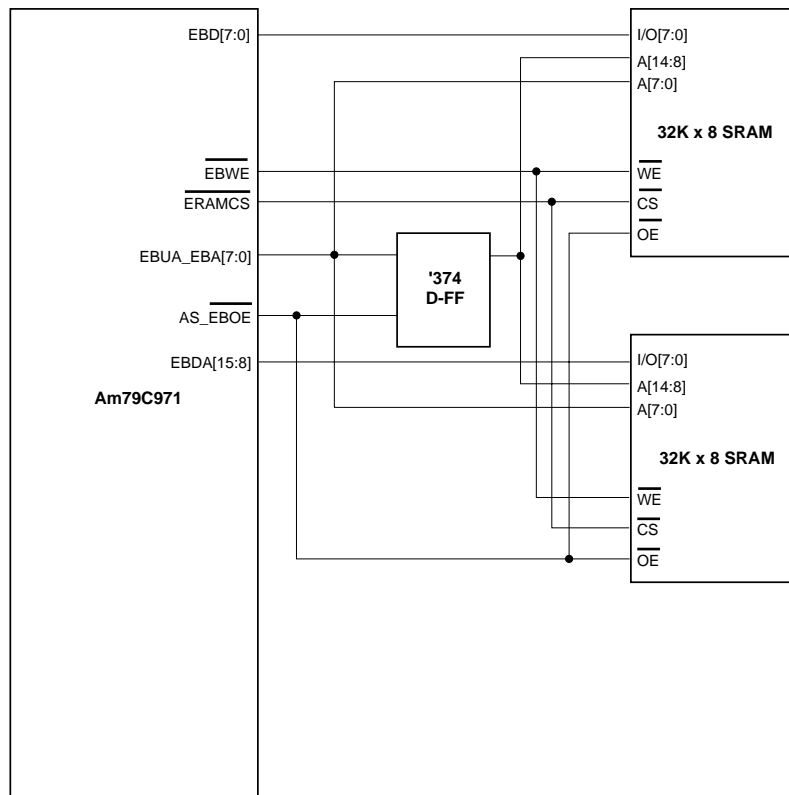 EBD[7:0]
I/O[7:0]
A[14:8]
A[7:0]
32K x 8 SRAM
EBWE
WE
ERAMCS
CS
OE
EBUA_EBA[7:0]
'374
D-FF
AS_EBOE
EBDA[15:8]
I/O[7:0]
A[14:8]
A[7:0]
Am79C971
32K x 8 SRAM
WE
CS
OE